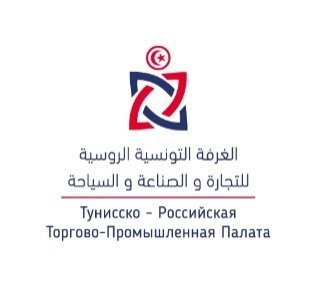 الغرفة التونسية الروسية
للتجارة و الصناعة و السياحة
Тунисско - Российская
Торгово-Промышленная Палата